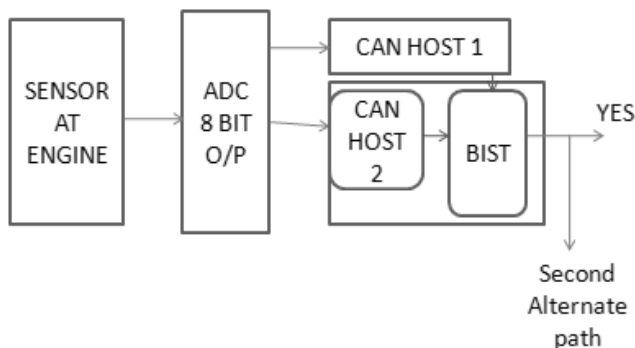 SENSOR
AT
ENGINE
ADC
8 BIT
O/P
CAN HOST 1
CAN
HOST
2
BIST
YES
Second
Alternate
path